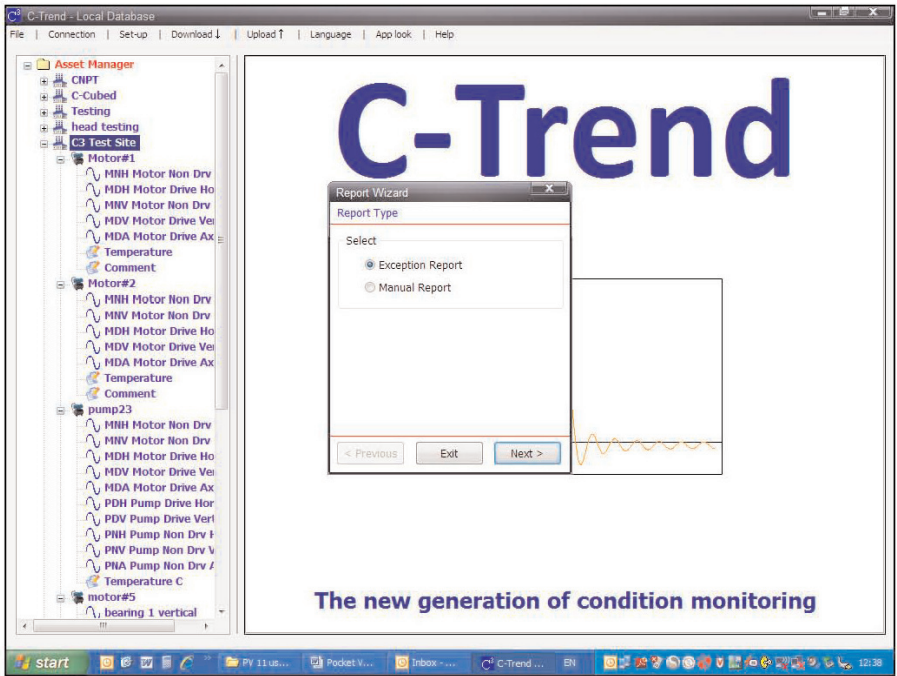 C-Trend - Local Database
File | Connection | Set-up | Download | Upload | Language | App look | Help
Asset Manager
CNPT
C-Cubed
Testing
head testing
C3 Test Site
Motor#1
MNH Motor Non Drv
MDH Motor Drive Ho
MNV Motor Non Drv
MDV Motor Drive Ver
MDA Motor Drive Ax
Temperature
Comment
Motor#2
MNH Motor Non Drv
MNV Motor Non Drv
MDH Motor Drive Ho
MDV Motor Drive Ver
MDA Motor Drive Ax
Temperature
Comment
pump23
MNH Motor Non Drv
MNV Motor Non Drv
MDH Motor Drive Ho
MDV Motor Drive Ver
MDA Motor Drive Ax
PDH Pump Drive Hor
PDV Pump Drive Vert
PNH Pump Non Drv H
PNV Pump Non Drv V
PNA Pump Non Drv A
Temperature C
motor#5
bearing 1 vertical
C-Trend
Report Wizard
Report Type
Select
Exception Report
Manual Report
< Previous
Exit
Next >
The new generation of condition monitoring
start
PV 11 us...
Pocket V...
Inbox - ...
C-Trend ...
EN
12:38